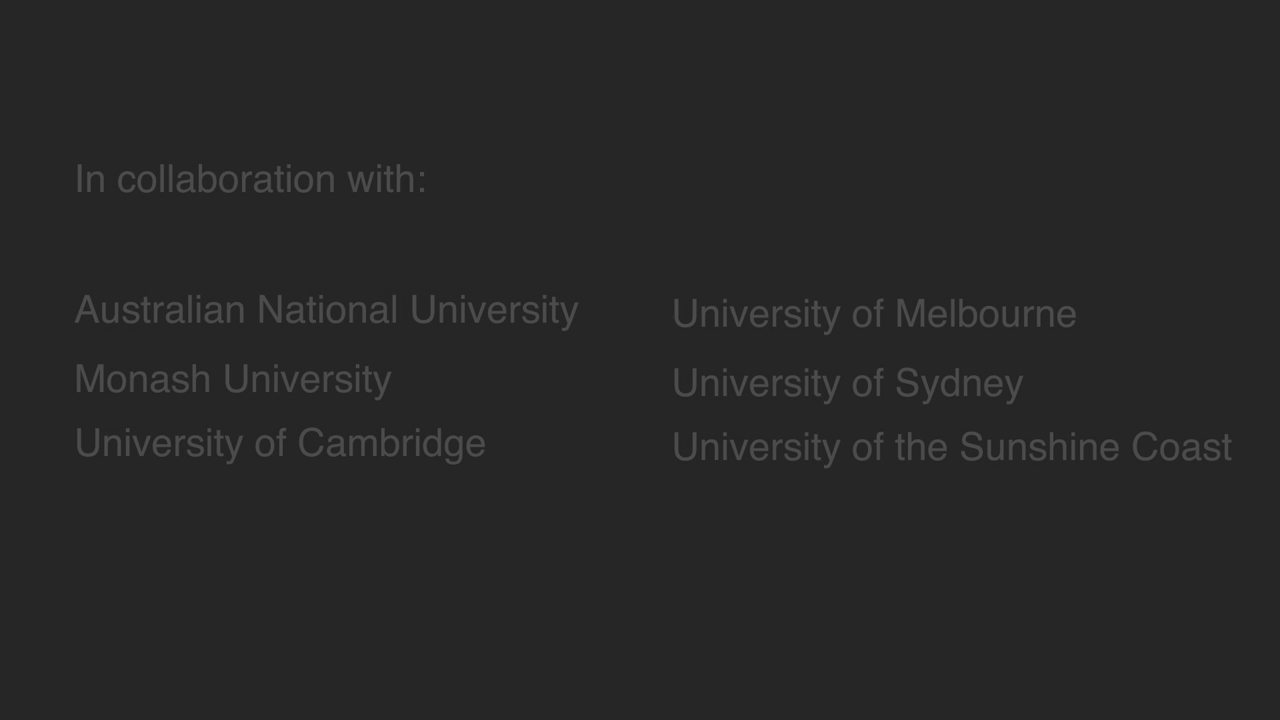 In collaboration with:
Australian National University
Monash University
University of Cambridge
University of Melbourne
University of Sydney
University of the Sunshine Coast